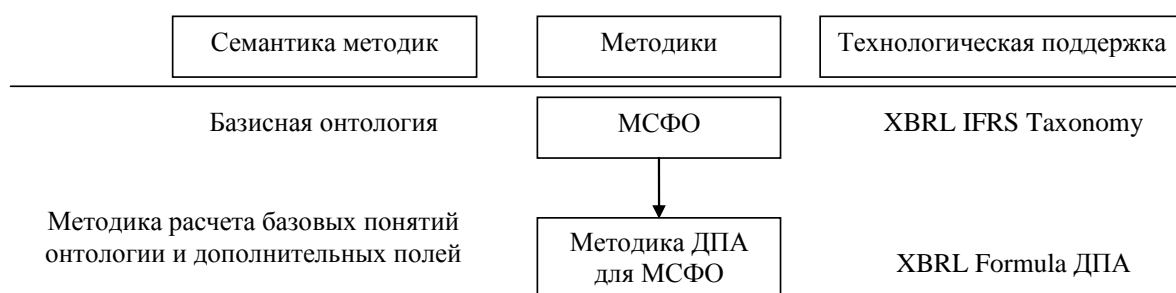 Семантика методик
Методики
Технологическая поддержка
Базисная онтология
МСФО
XBRL IFRS Taxonomy
Методика расчета базовых понятий
онтологии и дополнительных полей
Методика ДПА
для МСФО
XBRL Formula ДПА